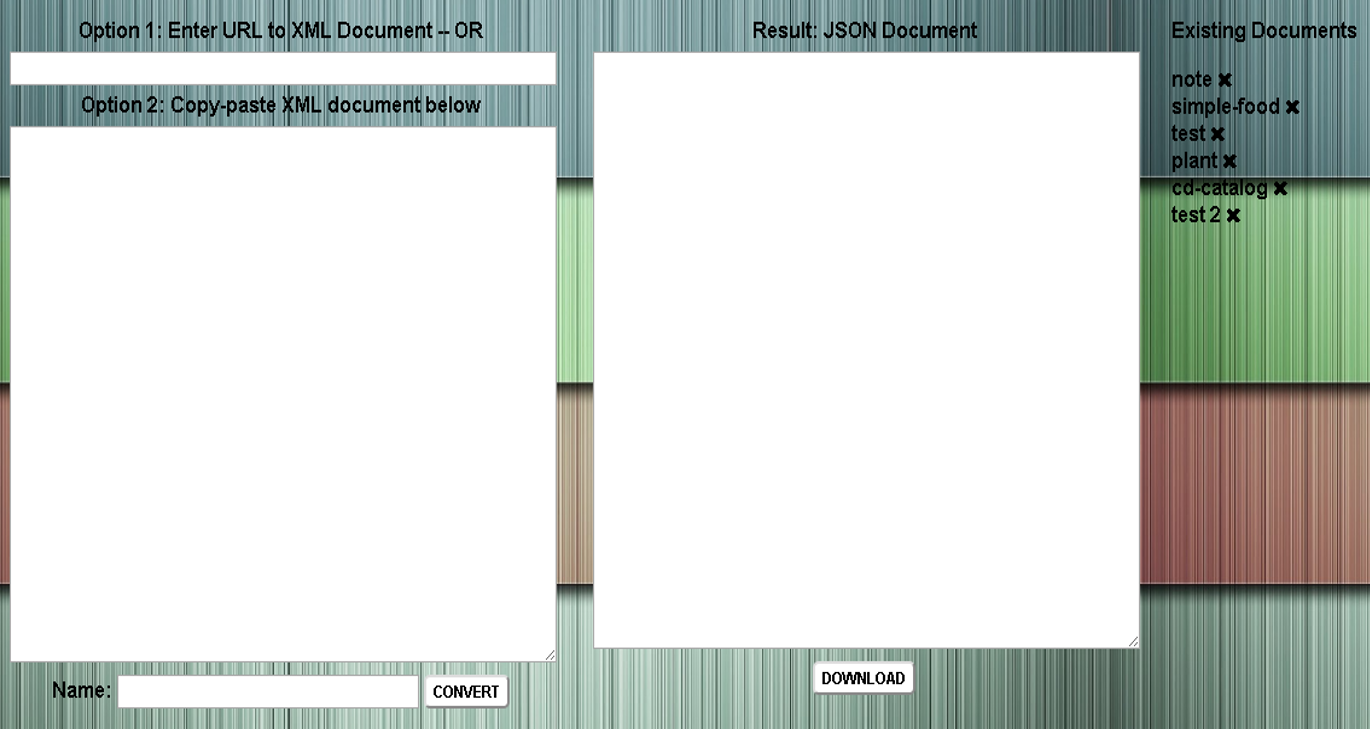 Option 1: Enter URL to XML Document -- OR
Option 2: Copy-paste XML document below
Name:
CONVERT
Result: JSON Document
DOWNLOAD
Existing Documents
note ✖
simple-food ✖
test ✖
plant ✖
cd-catalog ✖
test 2 ✖